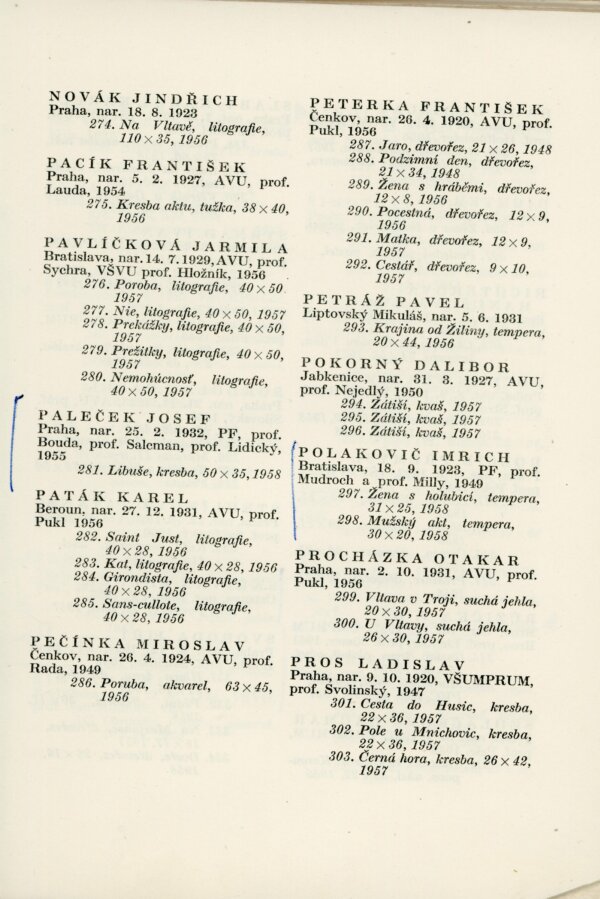 NOVÁK JINDŘICH
Praha, nar. 18. 8. 1923
274. Na Vltavě, litografie,
110×35, 1956
PACÍK FRANTIŠEK
Praha, nar. 5. 2. 1927, AVU, prof.
Lauda, 1954
275. Kresba aktu, tužka, 38×40,
1956
PAVLÍČKOVÁ JARMILA
Bratislava, nar. 14. 7. 1929, AVU, prof.
Sychra, VŠVU prof. Hložník, 1956
276. Poroba, litografie, 40×50
1957
277. Nie, litografie, 40×50, 1957
278. Prekážky, litografie, 40×50,
1957
279. Prežitky, litografie, 40×50,
1957
280. Nemohúcnosť, litografie,
40×50, 1957
PALEČEK JOSEF
Praha, nar. 25. 2. 1932, PF, prof.
Bouda, prof. Salcman, prof. Lidický,
1955
281. Libuše, kresba, 50×35, 1958
PATÁK KAREL
Beroun, nar. 27. 12. 1931, AVU, prof.
Pukl 1956
282. Saint Just, litografie,
40×28, 1956
283. Kat, litografie, 40×28, 1956
284. Girondista, litografie,
40×28, 1956
285. Sans-cullote, litografie,
40×28, 1956
PEČÍNKA MIROSLAV
Čenkov, nar. 26. 4. 1924, AVU, prof.
Rada, 1949
286. Poruba, akvarel, 63×45,
1956
PETERKA FRANTIŠEK
Čenkov, nar. 26. 4. 1920, AVU, prof.
Pukl, 1956
287. Jaro, dřevořez, 21×26, 1948
288. Podzimní den, dřevořez,
21×34, 1948
289. Žena s hráběmi, dřevořez,
12×8, 1956
290. Pocestná, dřevořez, 12×9,
1956
291. Matka, dřevořez, 12×9,
1957
292. Cestář, dřevořez, 9×10,
1957
PETRÁŽ PAVEL
Liptovský Mikuláš, nar. 5. 6. 1931
293. Krajina od Žiliny, tempera,
20×44, 1956
POKORNÝ DALIBOR
Jabkenice, nar. 31. 3. 1927, AVU,
prof. Nejedlý, 1950
294. Zátiší, kvaš, 1957
295. Zátiší, kvaš, 1957
296. Zátiší, kvaš, 1957
POLAKOVIČ IMRICH
Bratislava, 18. 9. 1923, PF, prof.
Mudroch a prof. Milly, 1949
297. Žena s holubicí, tempera,
31×25, 1958
298. Mužský akt, tempera,
30×20, 1958
PROCHÁZKA OTAKAR
Praha, nar. 2. 10. 1931, AVU, prof.
Pukl, 1956
299. Vltava v Troji, suchá jehla,
20×30, 1957
300. U Vltavy, suchá jehla,
26×30, 1957
PROS LADISLAV
Praha, nar. 9. 10. 1920, VŠUMPRUM,
prof. Svolinský, 1947
301. Cesta do Husic, kresba,
22×36, 1957
302. Pole u Mnichovic, kresba,
22×36, 1957
303. Černá hora, kresba, 26×42,
1957